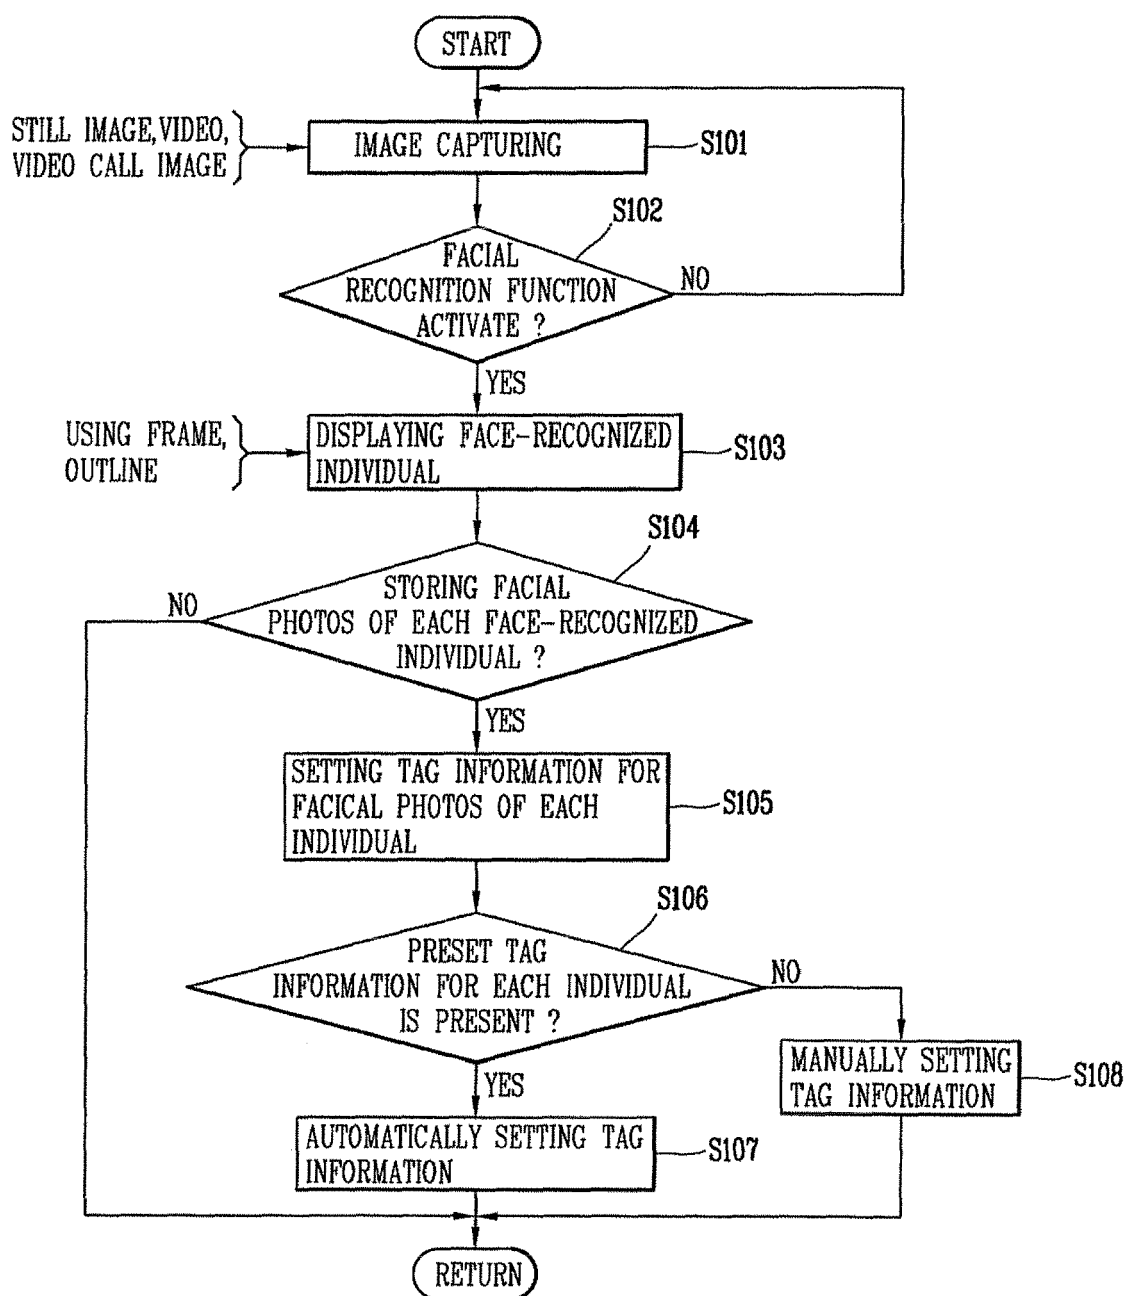 START
STILL IMAGE, VIDEO,
VIDEO CALL IMAGE
IMAGE CAPTURING
S101
S102
FACIAL
RECOGNITION FUNCTION
ACTIVATE ?
NO
YES
USING FRAME,
OUTLINE
DISPLAYING FACE-RECOGNIZED
INDIVIDUAL
S103
S104
STORING FACIAL
PHOTOS OF EACH FACE-RECOGNIZED
INDIVIDUAL ?
NO
YES
SETTING TAG INFORMATION FOR
FACICAL PHOTOS OF EACH
INDIVIDUAL
S105
S106
PRESET TAG
INFORMATION FOR EACH INDIVIDUAL
IS PRESENT ?
NO
YES
MANUALLY SETTING
TAG INFORMATION
S108
AUTOMATICALLY SETTING TAG
INFORMATION
S107
RETURN